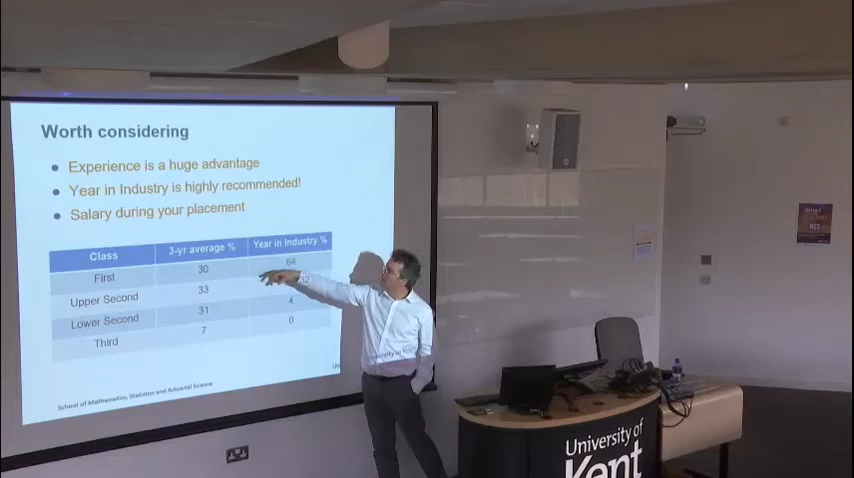 Worth considering
• Experience is a huge advantage
• Year in Industry is highly recommended!
• Salary during your placement
Class 3-yr average % Year in Industry %
First 30 64
Upper Second 33 32
Lower Second 31 4
Third 7 0
School of Mathematics, Statistics and Actuarial Science
University of
Kent